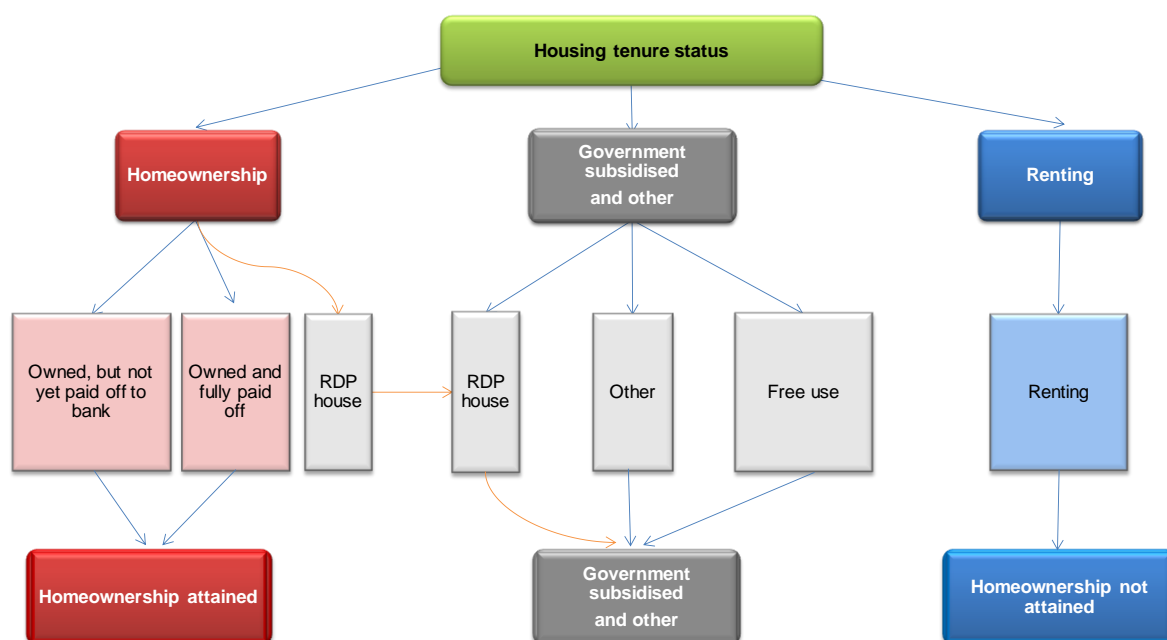 Housing tenure status
Homeownership
Government
subsidised
and other
Renting
Owned, but not
yet paid off to
bank
Owned and
fully paid
off
RDP
house
RDP
house
Other
Free use
Renting
Homeownership attained
Government
subsidised
and other
Homeownership not
attained